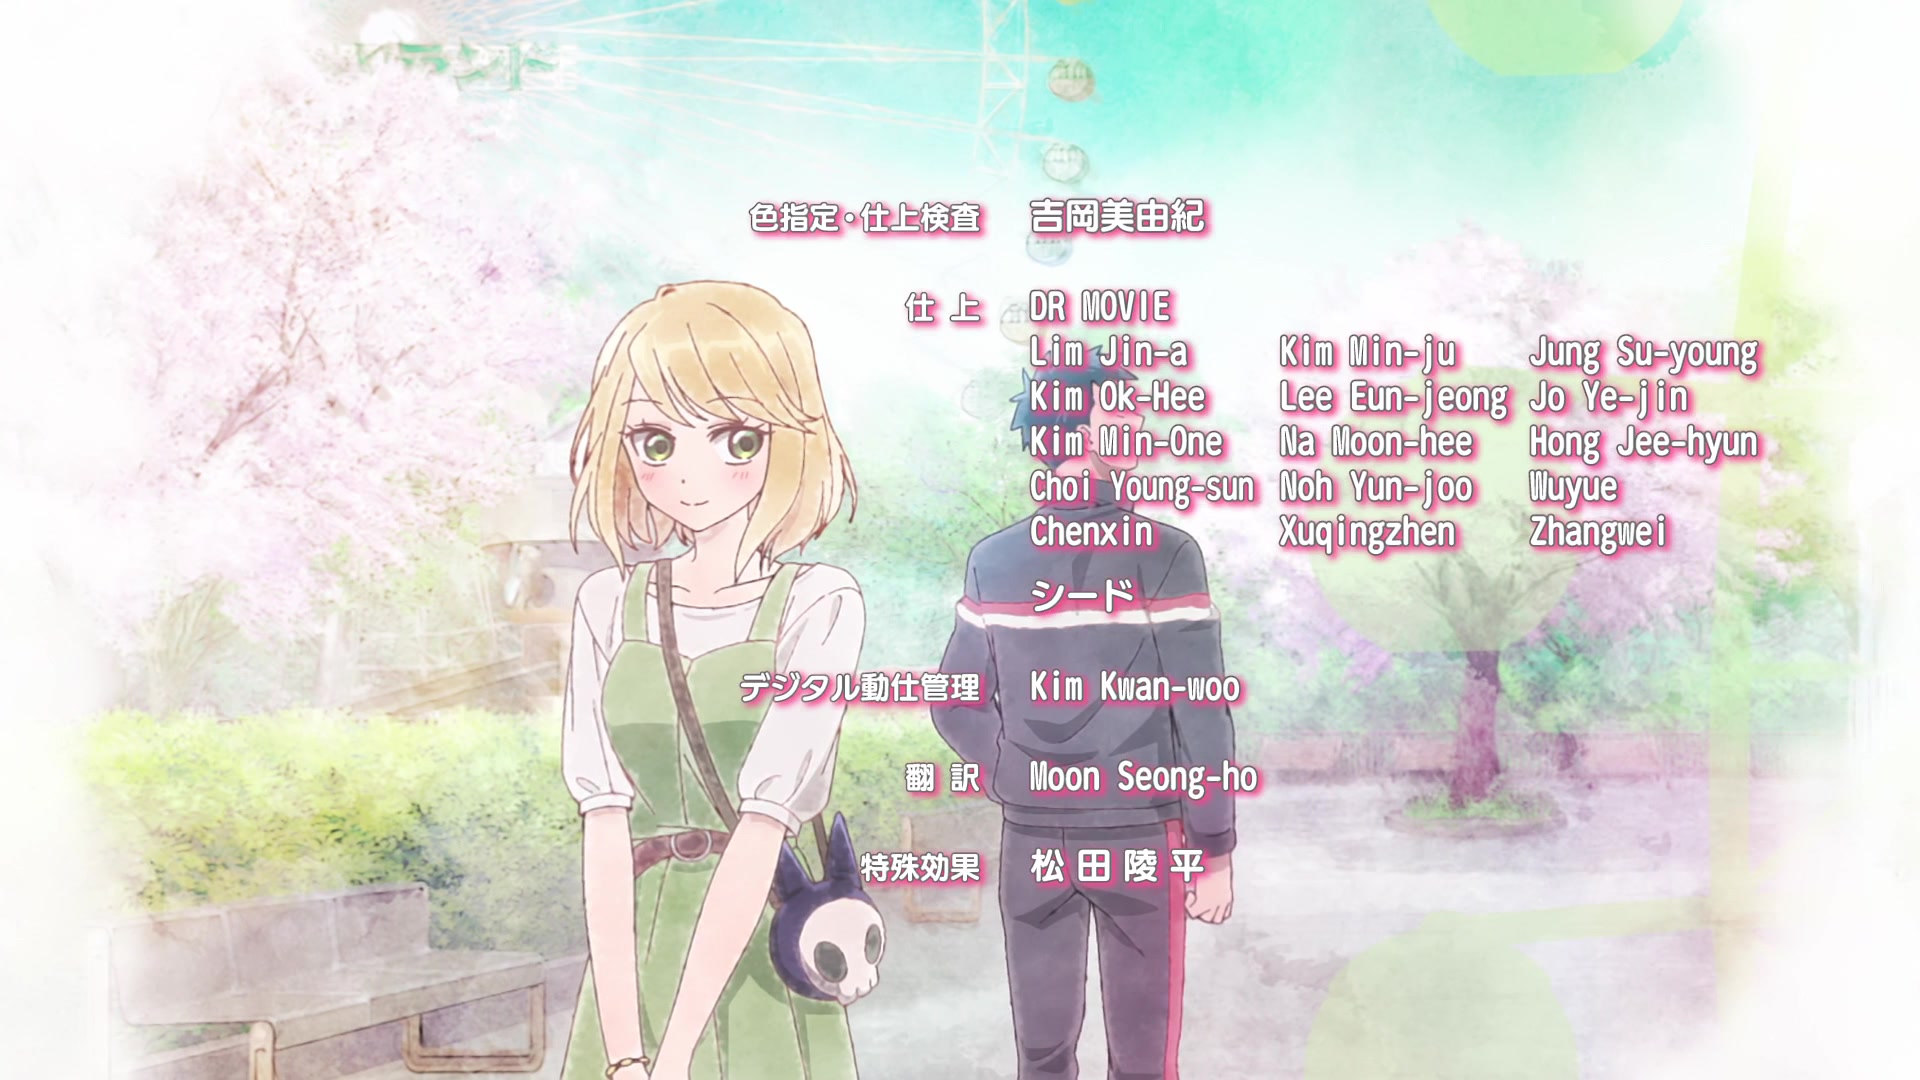 色指定・仕上検査 吉岡美由紀
仕上 DR MOVIE
Lim Jin-a Kim Min-ju Jung Su-young
Kim Ok-Hee Lee Eun-jeong Jo Ye-jin
Kim Min-One Na Moon-hee Hong Jee-hyun
Choi Young-sun Noh Yun-joo Wuyue
Chenxin Xuqingzhen Zhangwei
シード
デジタル動仕管理 Kim Kwan-woo
翻訳 Moon Seong-ho
特殊効果 松田陵平